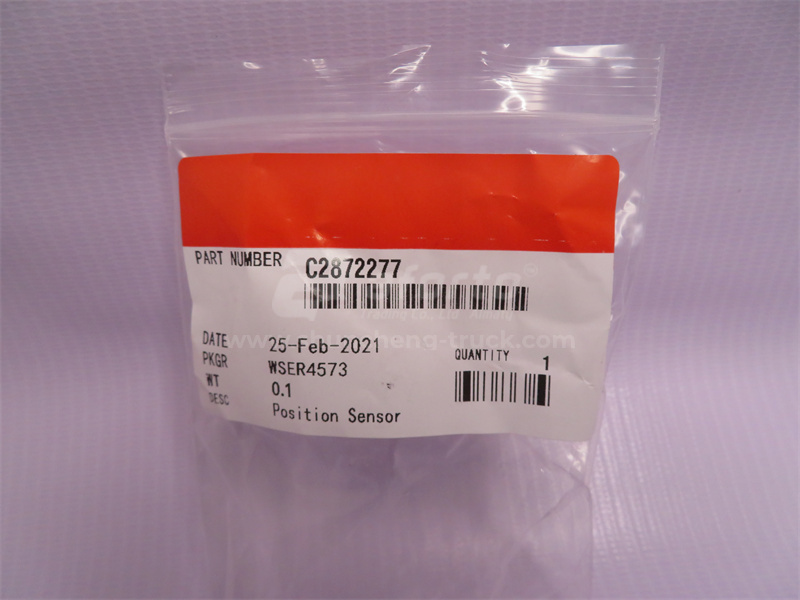 PART NUMBER C2872277
DATE 25-Feb-2021
PKGR WSER4573
WT 0.1
DESC Position Sensor
QUANTITY 1